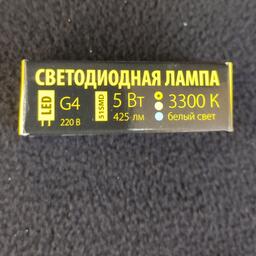 СВЕТОДИОДНАЯ ЛАМПА
LED
G4
220 В
51SMD
5 Вт
425 лм
3300 К
белый свет